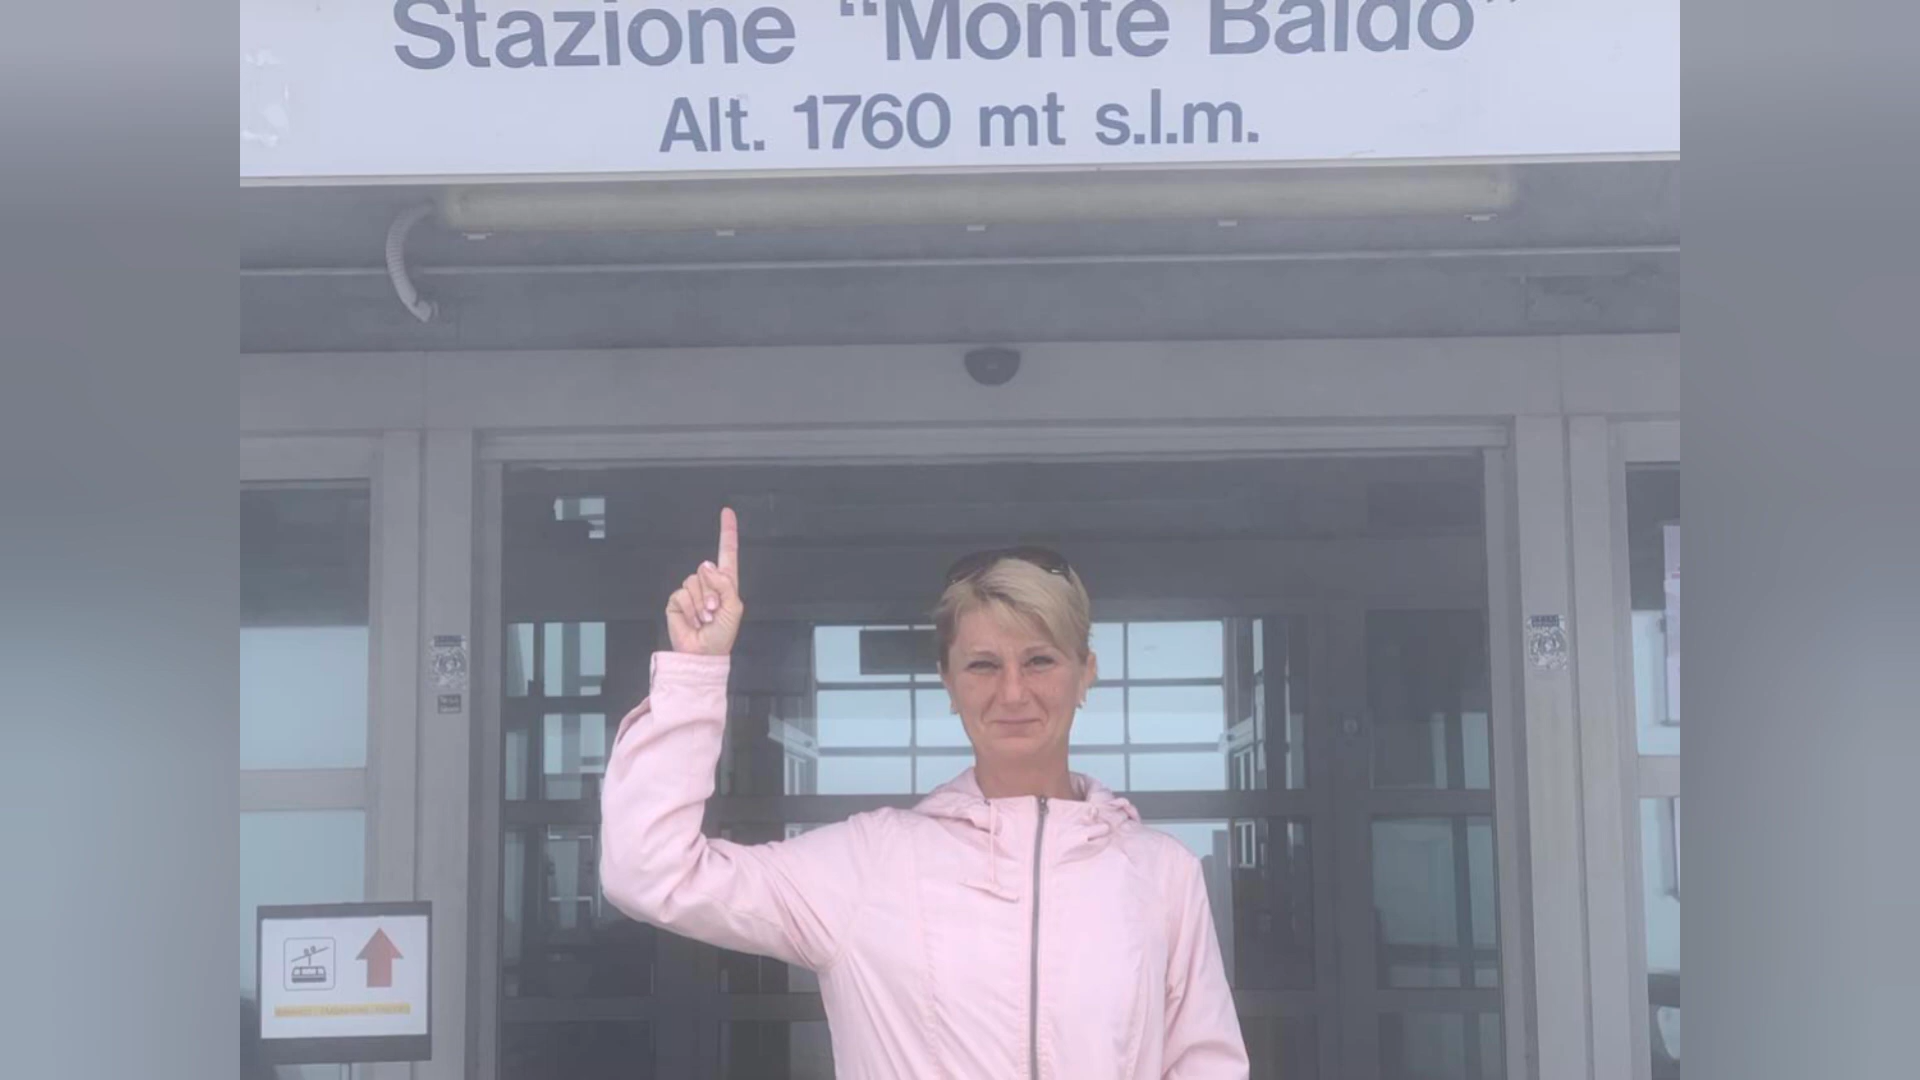 Stazione “Monte Baldo”
Alt. 1760 mt s.l.m.